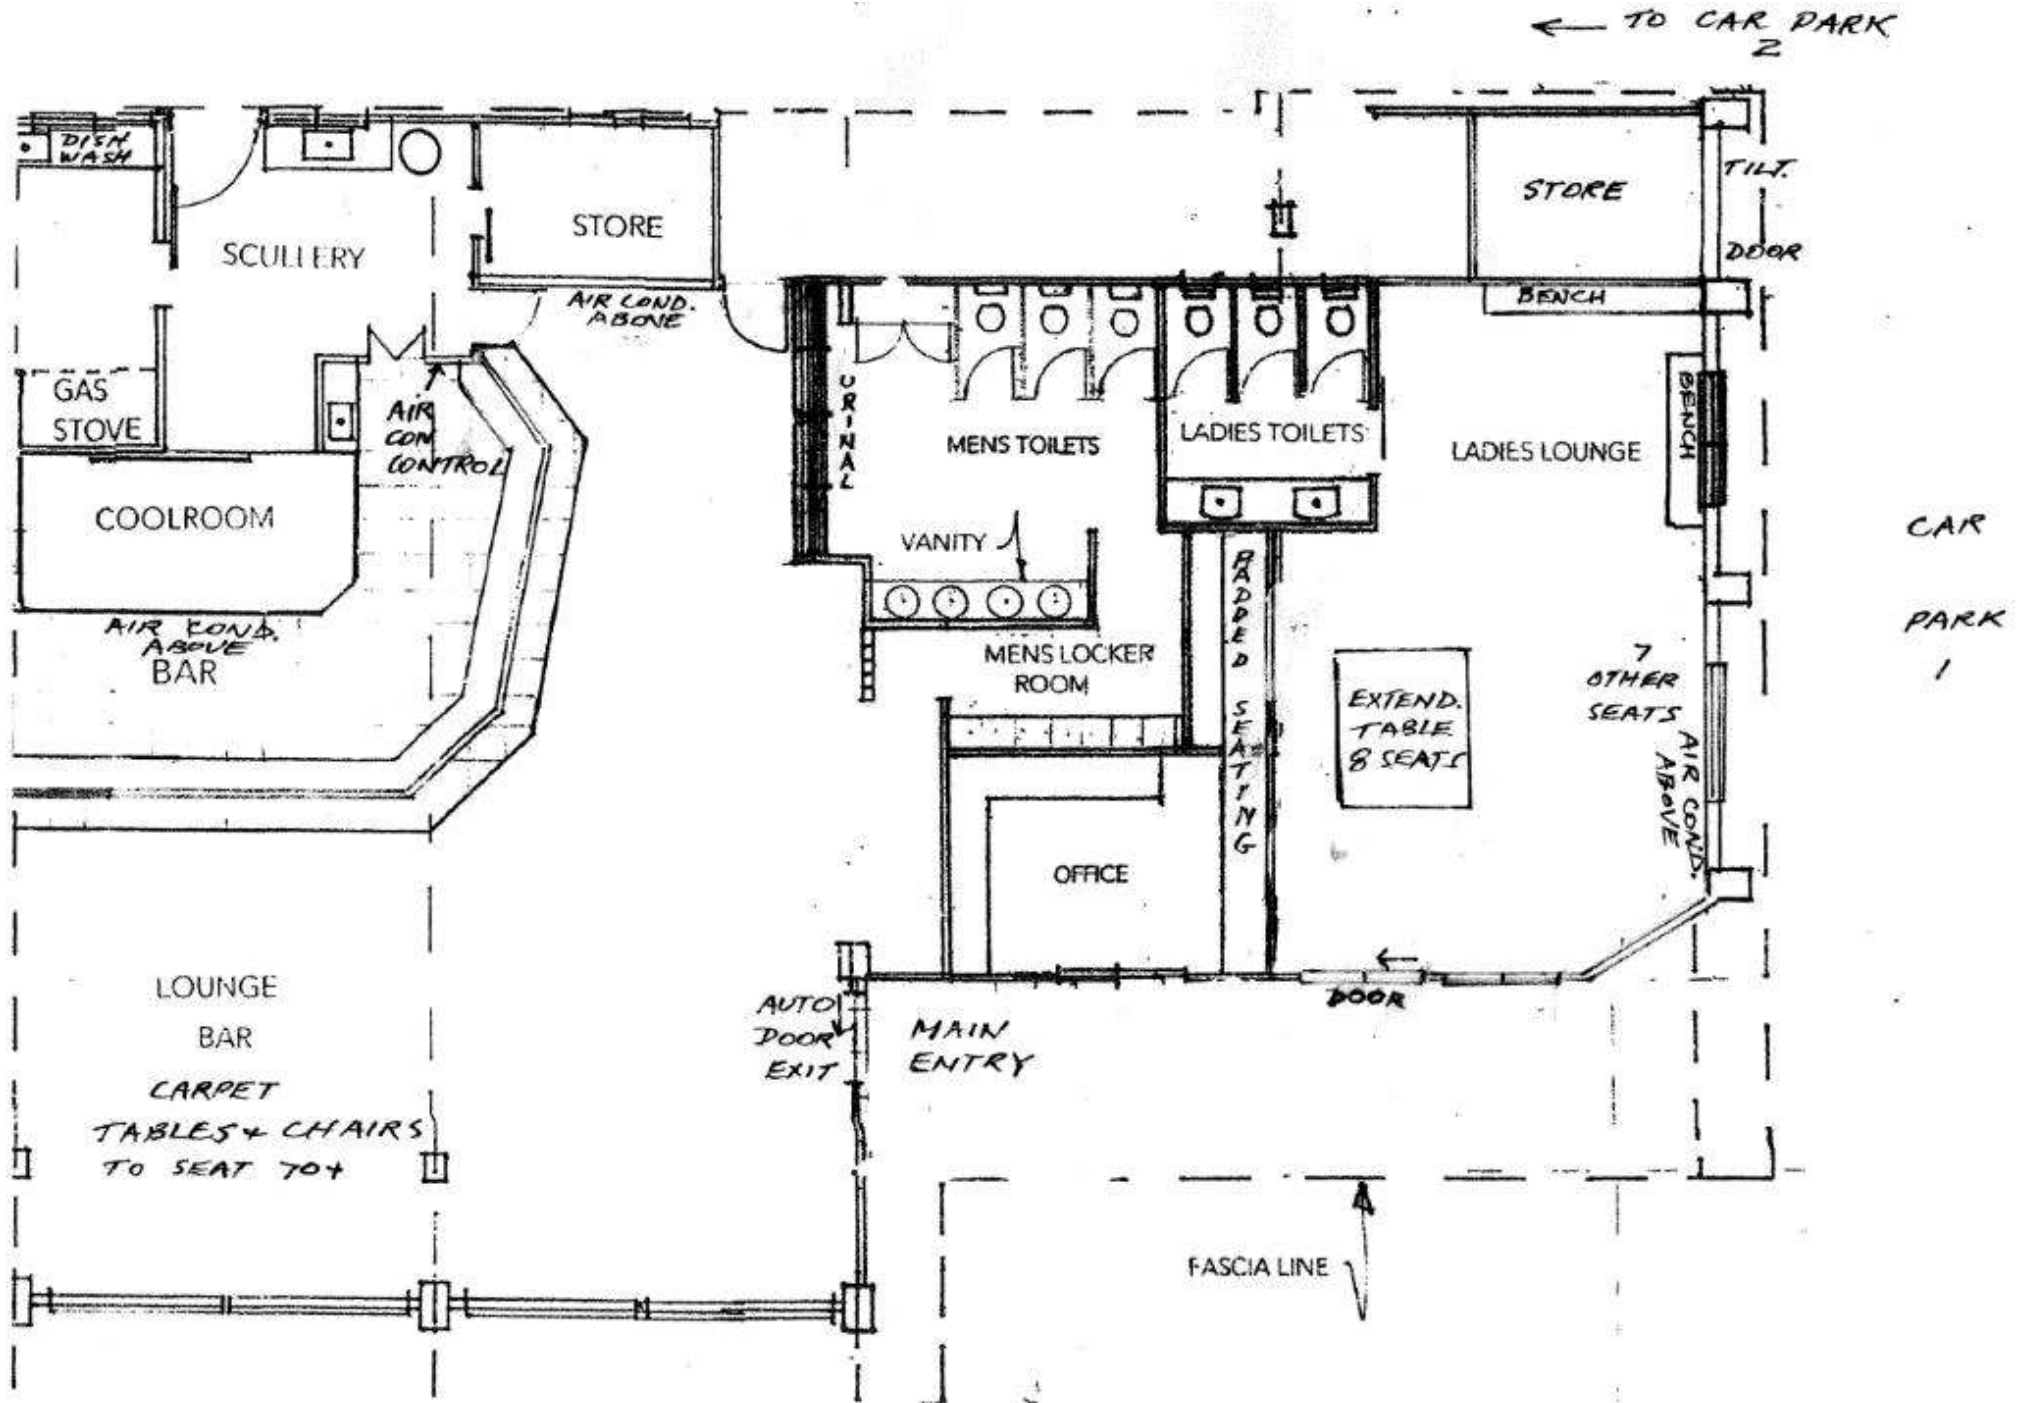 ← TO CAR PARK
2
DISH
WASH
TILT.
DOOR
STORE
STORE
SCULLERY
AIR COND.
ABOVE
BENCH
GAS
STOVE
AIR
CON
CONTROL
URINAL
MENS TOILETS
LADIES TOILETS
LADIES LOUNGE
BENCH
COOLROOM
VANITY
CAR
PARK
1
AIR COND.
ABOVE
BAR
MENS LOCKER
ROOM
PADDED SEATING
EXTEND.
TABLE
8 SEATS
7
OTHER
SEATS
AIR COND.
ABOVE
OFFICE
LOUNGE
BAR
CARPET
TABLES + CHAIRS
TO SEAT 70+
AUTO
DOOR
EXIT
MAIN
ENTRY
DOOR
FASCIA LINE